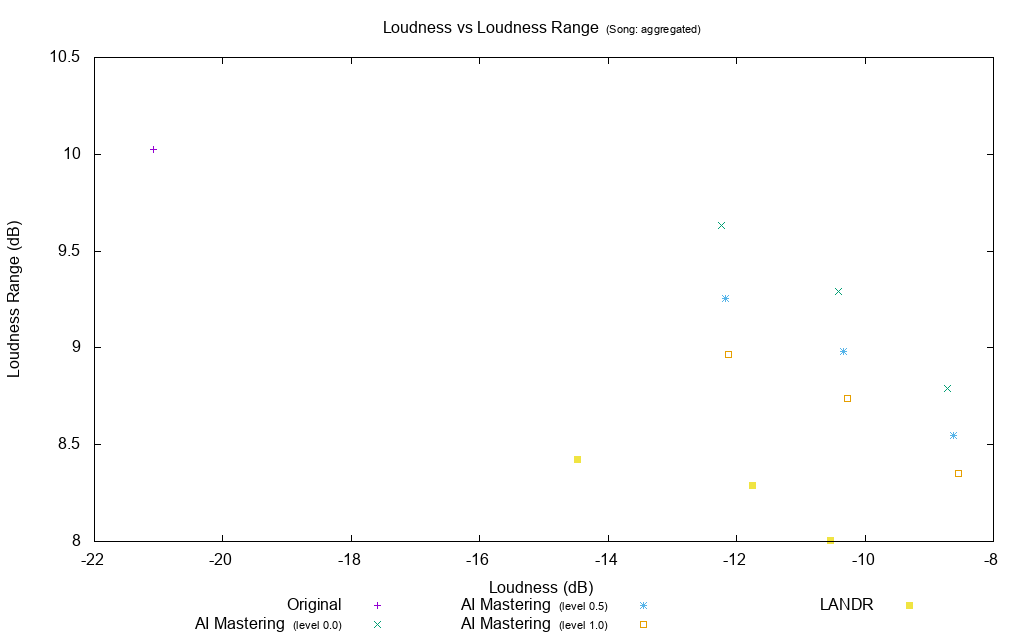 Loudness vs Loudness Range (Song: aggregated)
10.5
10
9.5
9
8.5
8
Loudness Range (dB)
-22 -20 -18 -16 -14 -12 -10 -8
Loudness (dB)
Original AI Mastering (level 0.5) LANDR
AI Mastering (level 0.0) AI Mastering (level 1.0)